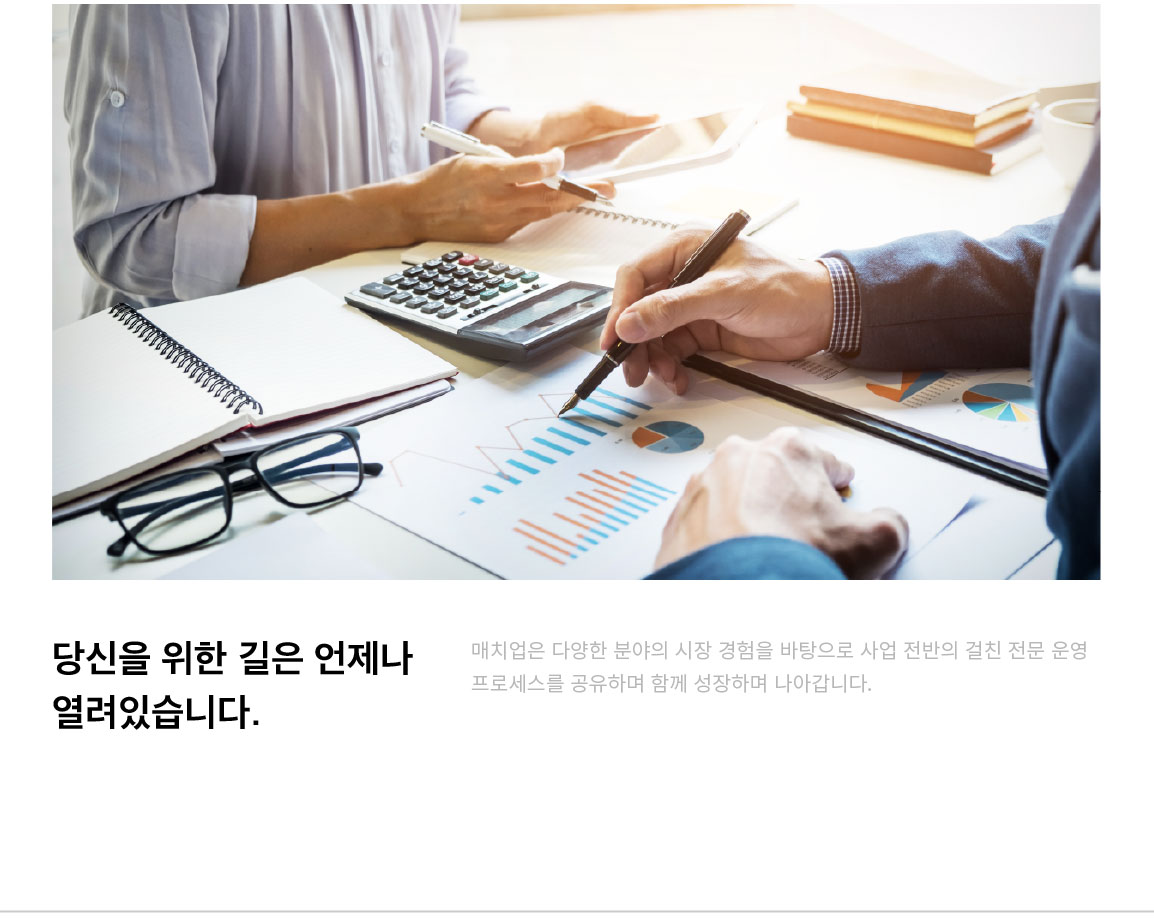 당신을 위한 길은 언제나
열려있습니다.
매치업은 다양한 분야의 시장 경험을 바탕으로 사업 전반의 걸친 전문 운영
프로세스를 공유하며 함께 성장하며 나아갑니다.